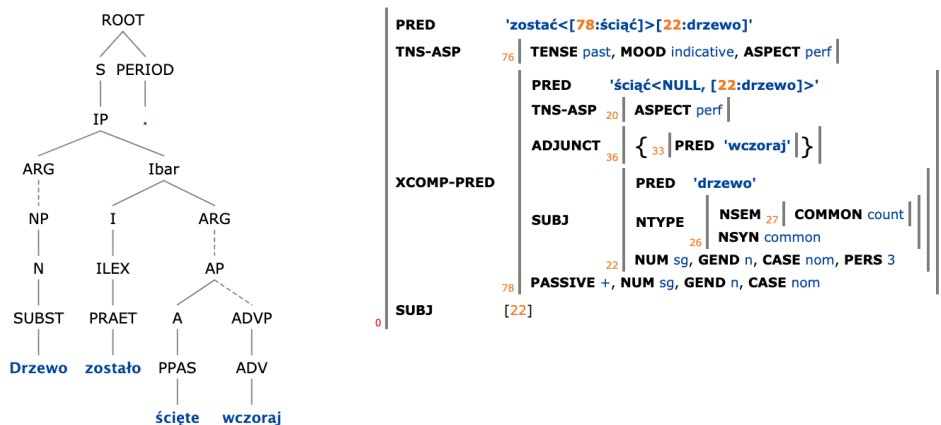 ROOT
S PERIOD
IP .
ARG Ibar
NP I ARG
N ILEX AP
SUBST PRAET A ADVP
Drzewo zostało PPAS ADV
ścięte wczoraj
PRED 'zostać<[78:ściąć]>[22:drzewo]'
TNS-ASP 76 TENSE past, MOOD indicative, ASPECT perf
PRED 'ściąć<NULL, [22:drzewo]>'
TNS-ASP 20 ASPECT perf
ADJUNCT 36 { 33 PRED 'wczoraj' }
XCOMP-PRED
PRED 'drzewo'
SUBJ NTYPE NSEM 27 COMMON count
26 NSYN common
22 NUM sg, GEND n, CASE nom, PERS 3
78 PASSIVE +, NUM sg, GEND n, CASE nom
0 SUBJ [22]